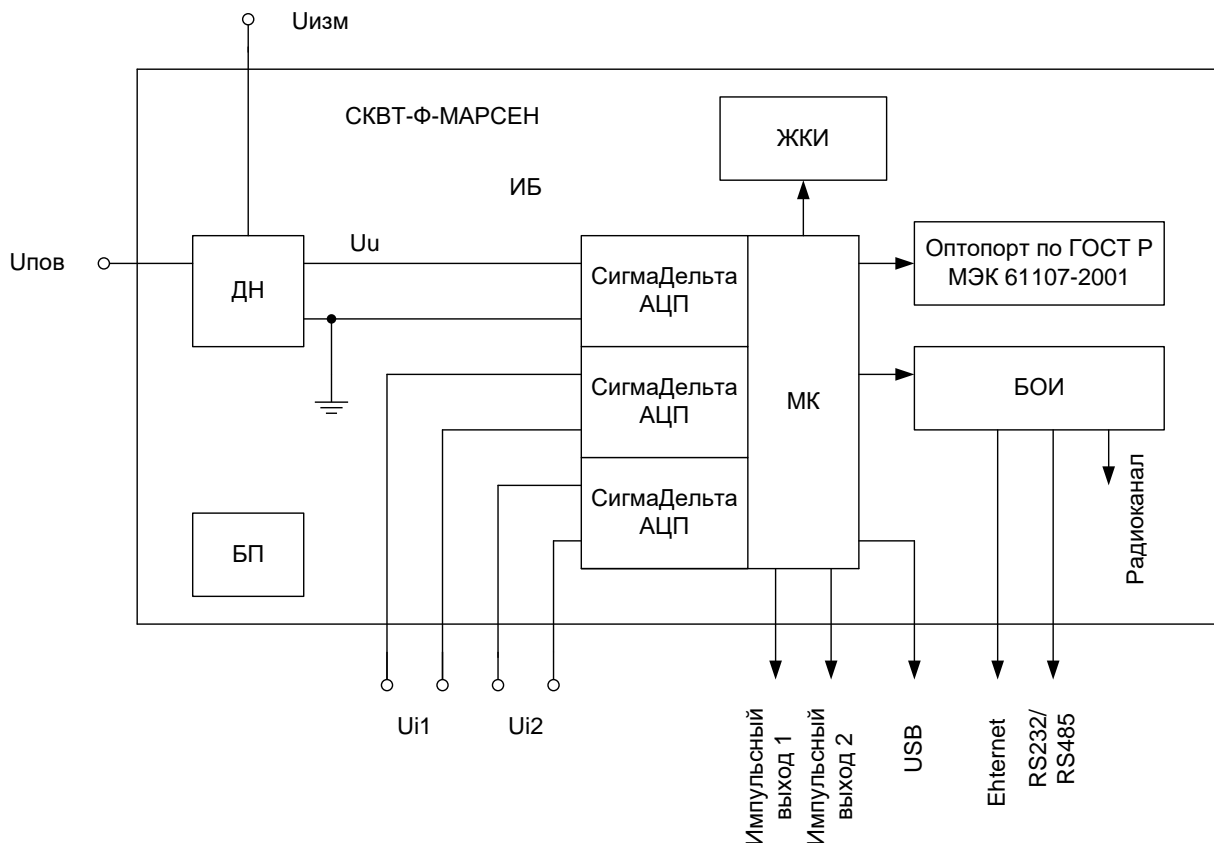 Uизм
СКВТ-Ф-МАРСЕН
ЖКИ
ИБ
Uпов
ДН
Uu
СигмаДельта
АЦП
Оптопорт по ГОСТ Р
МЭК 61107-2001
СигмаДельта
АЦП
МК
БОИ
СигмаДельта
АЦП
БП
Радиоканал
Ui1
Ui2
Импульсный
выход 1
Импульсный
выход 2
USB
Ehternet
RS232/
RS485